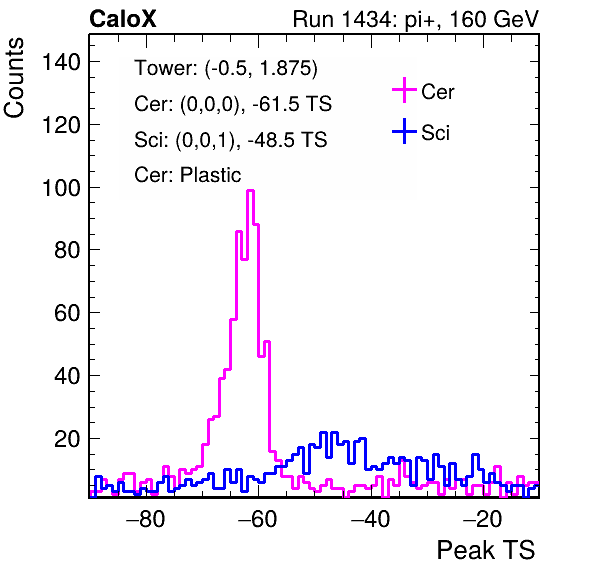 CaloX Run 1434: pi+, 160 GeV
Counts
Tower: (-0.5, 1.875)
Cer: (0,0,0), -61.5 TS
Sci: (0,0,1), -48.5 TS
Cer: Plastic
Cer
Sci
140
120
100
80
60
40
20
−80 −60 −40 −20
Peak TS